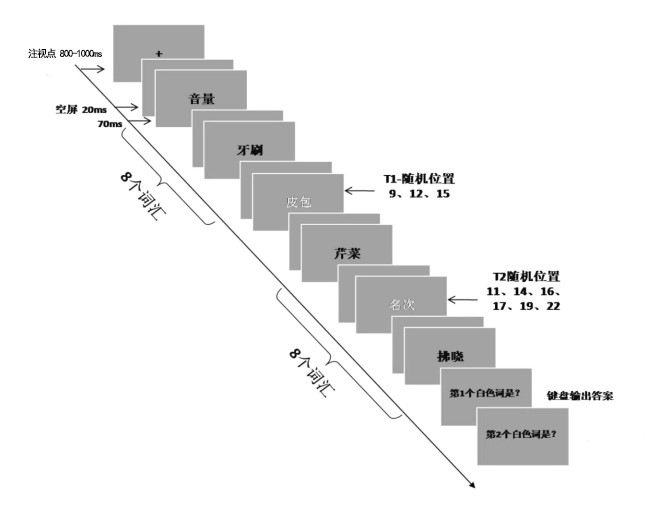 注视点 800-1000ms
+
空屏 20ms
音量
70ms
牙刷
8个词汇
皮包
T1-随机位置
9、12、15
芹菜
名次
T2随机位置
11、14、16、
17、19、22
8个词汇
拂晓
第1个白色词是?
键盘输出答案
第2个白色词是?